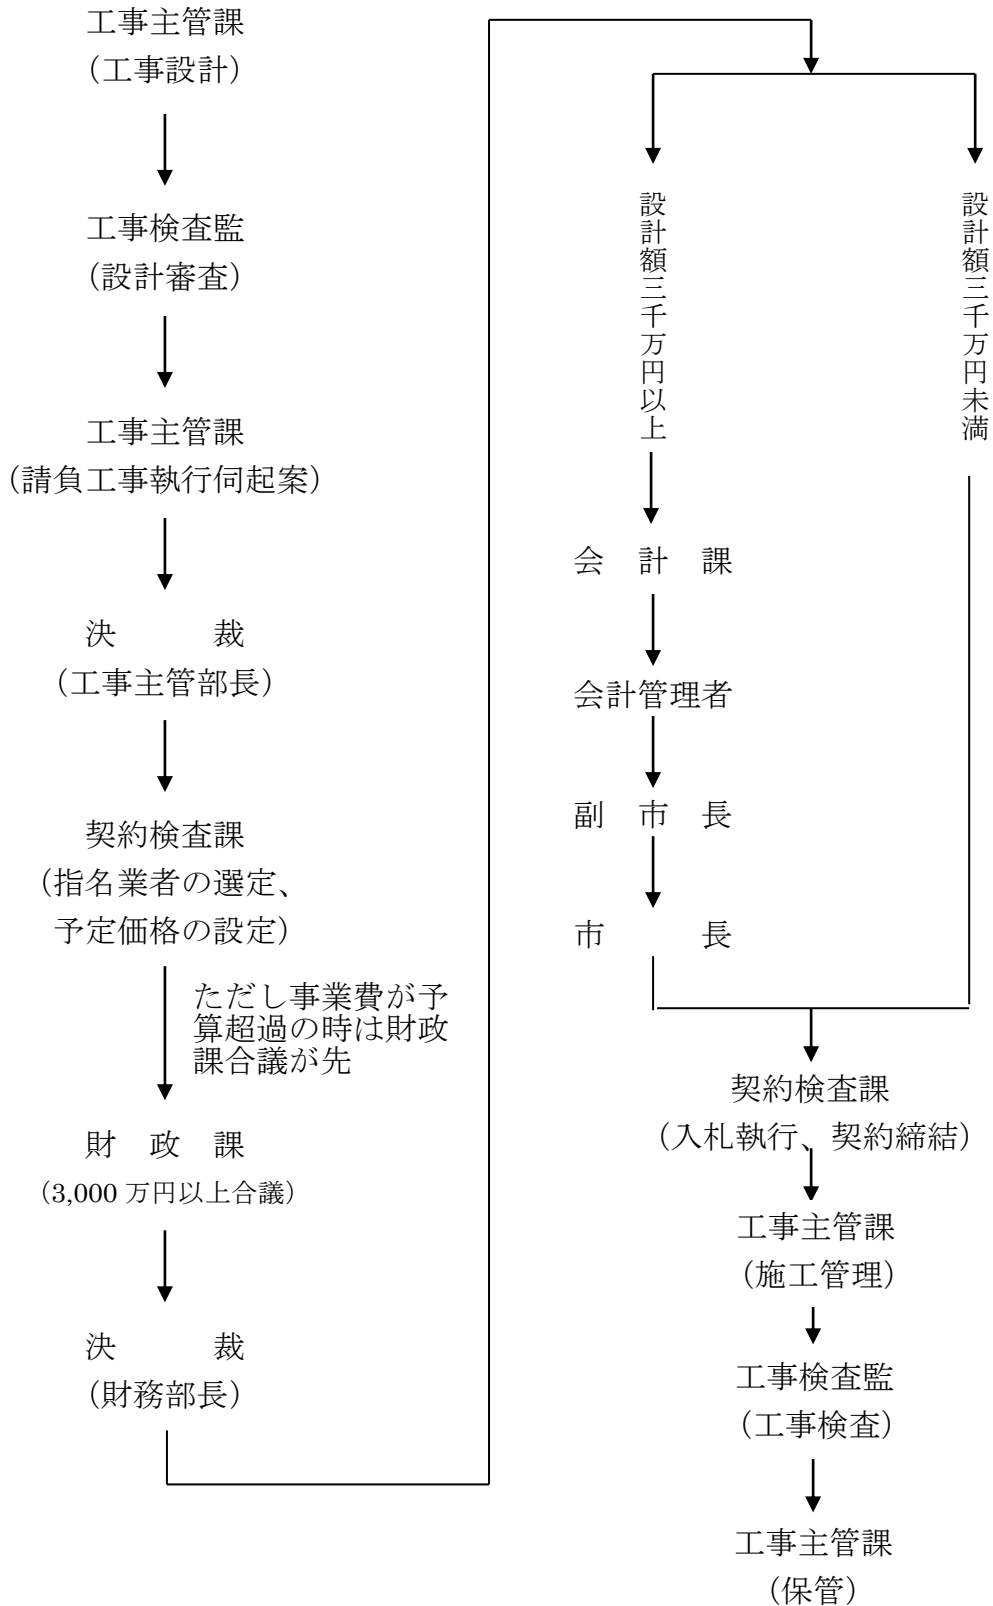 工事主管課
（工事設計）
工事検査監
（設計審査）
工事主管課
（請負工事執行伺起案）
決　　　裁
（工事主管部長）
契約検査課
（指名業者の選定、
予定価格の設定）
ただし事業費が予
算超過の時は財政
課合議が先
財　政　課
（3,000 万円以上合議）
決　　　裁
（財務部長）
設計額三千万円以上
設計額三千万円未満
会　計　課
会計管理者
副　市　長
市　　　長
契約検査課
（入札執行、契約締結）
工事主管課
（施工管理）
工事検査監
（工事検査）
工事主管課
（保管）